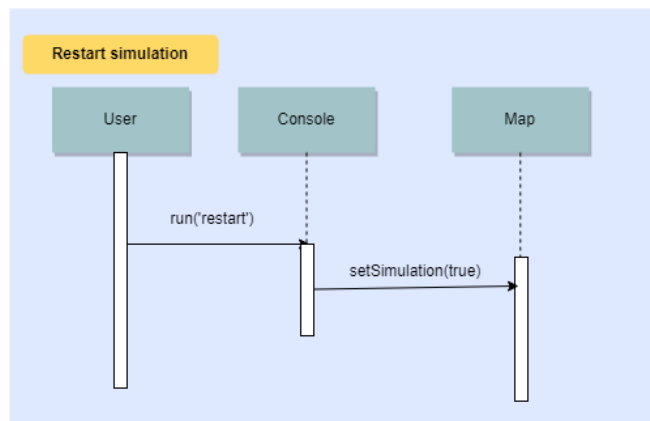 Restart simulation
User
Console
Map
run('restart')
setSimulation(true)